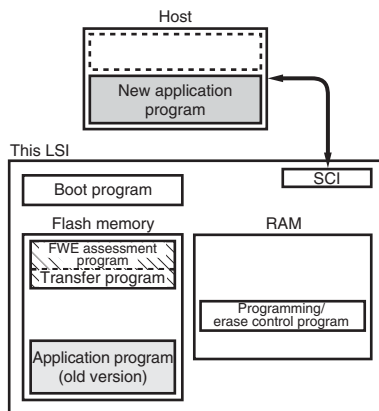 Host
New application
program
This LSI
SCI
Boot program
Flash memory
RAM
FWE assessment
program
Transfer program
Programming/
erase control program
Application program
(old version)